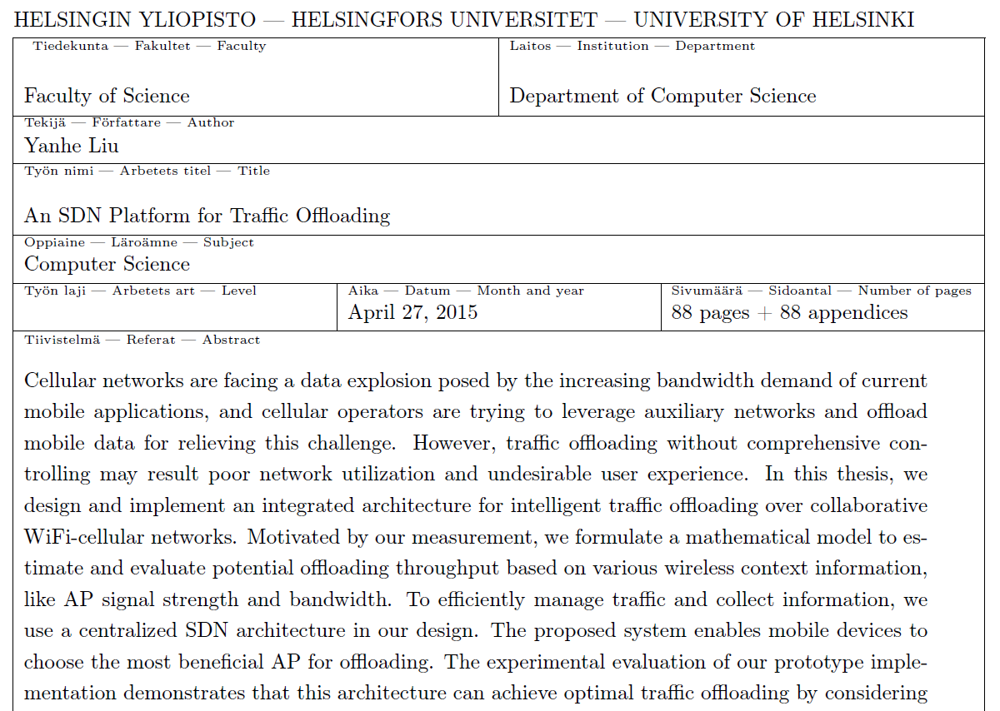 HELSINGIN YLIOPISTO — HELSINGFORS UNIVERSITET — UNIVERSITY OF HELSINKI
Tiedekunta — Fakultet — Faculty
Laitos — Institution — Department
Faculty of Science
Department of Computer Science
Tekijä — Författare — Author
Yanhe Liu
Työn nimi — Arbetets titel — Title
An SDN Platform for Traffic Offloading
Oppiaine — Läroämne — Subject
Computer Science
Työn laji — Arbetets art — Level
Aika — Datum — Month and year
Sivumäärä — Sidoantal — Number of pages
April 27, 2015
88 pages + 88 appendices
Tiivistelmä — Referat — Abstract
Cellular networks are facing a data explosion posed by the increasing bandwidth demand of current
mobile applications, and cellular operators are trying to leverage auxiliary networks and offload
mobile data for relieving this challenge. However, traffic offloading without comprehensive con-
trolling may result poor network utilization and undesirable user experience. In this thesis, we
design and implement an integrated architecture for intelligent traffic offloading over collaborative
WiFi-cellular networks. Motivated by our measurement, we formulate a mathematical model to es-
timate and evaluate potential offloading throughput based on various wireless context information,
like AP signal strength and bandwidth. To efficiently manage traffic and collect information, we
use a centralized SDN architecture in our design. The proposed system enables mobile devices to
choose the most beneficial AP for offloading. The experimental evaluation of our prototype imple-
mentation demonstrates that this architecture can achieve optimal traffic offloading by considering